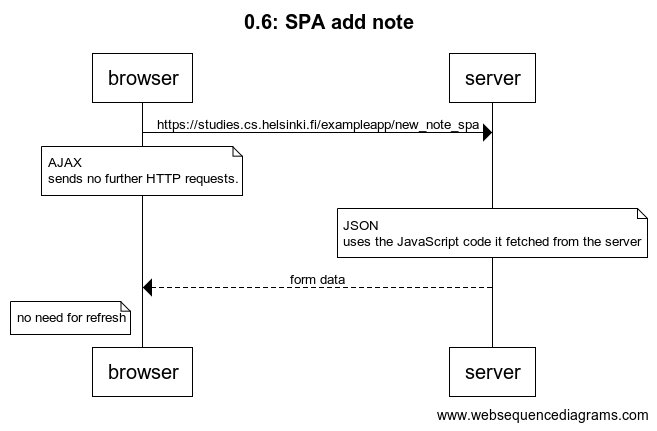 0.6: SPA add note
browser
server
https://studies.cs.helsinki.fi/exampleapp/new_note_spa
AJAX
sends no further HTTP requests.
JSON
uses the JavaScript code it fetched from the server
form data
no need for refresh
browser
server
www.websequencediagrams.com